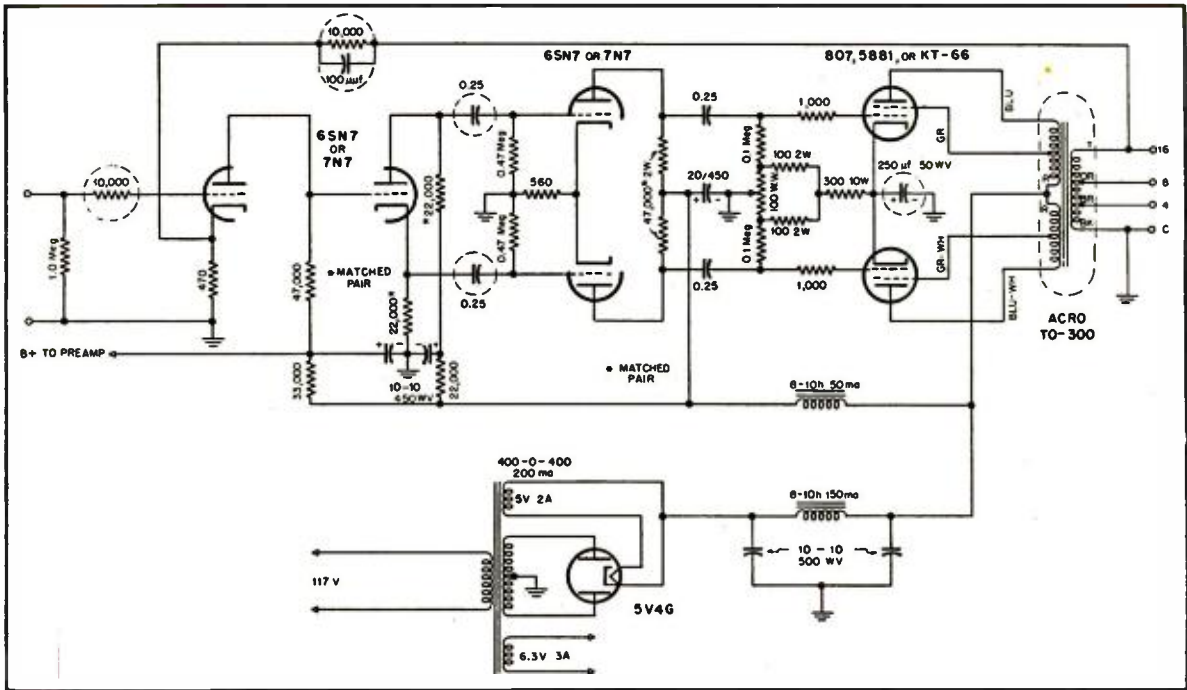 10,000
100 μμf
6SN7 OR 7N7
807, 5881, OR KT-66
0.25
0.25
1,000
BLU
6SN7
OR
7N7
10,000
GR
16
8
4
C
0.47 Meg
*22,000
560
47,000* 2W
0.1 Meg
100 2W
20/450
+ -
100 W.W.
300 10W
250 μf 50 WV
+ -
100 2W
0.1 Meg
0.47 Meg
1.0 Meg
470
47,000
* MATCHED
PAIR
0.25
0.25
1,000
GR-WH
BLU-WH
ACRO
TO-300
22,000*
B+ TO PREAMP
+ -
- +
33,000
10-10
450 WV
22,000
* MATCHED
PAIR
8-10h 50ma
400-0-400
200 ma
5V 2A
8-10h 150ma
10 - 10
500 WV
117 V
5V4G
6.3V 3A